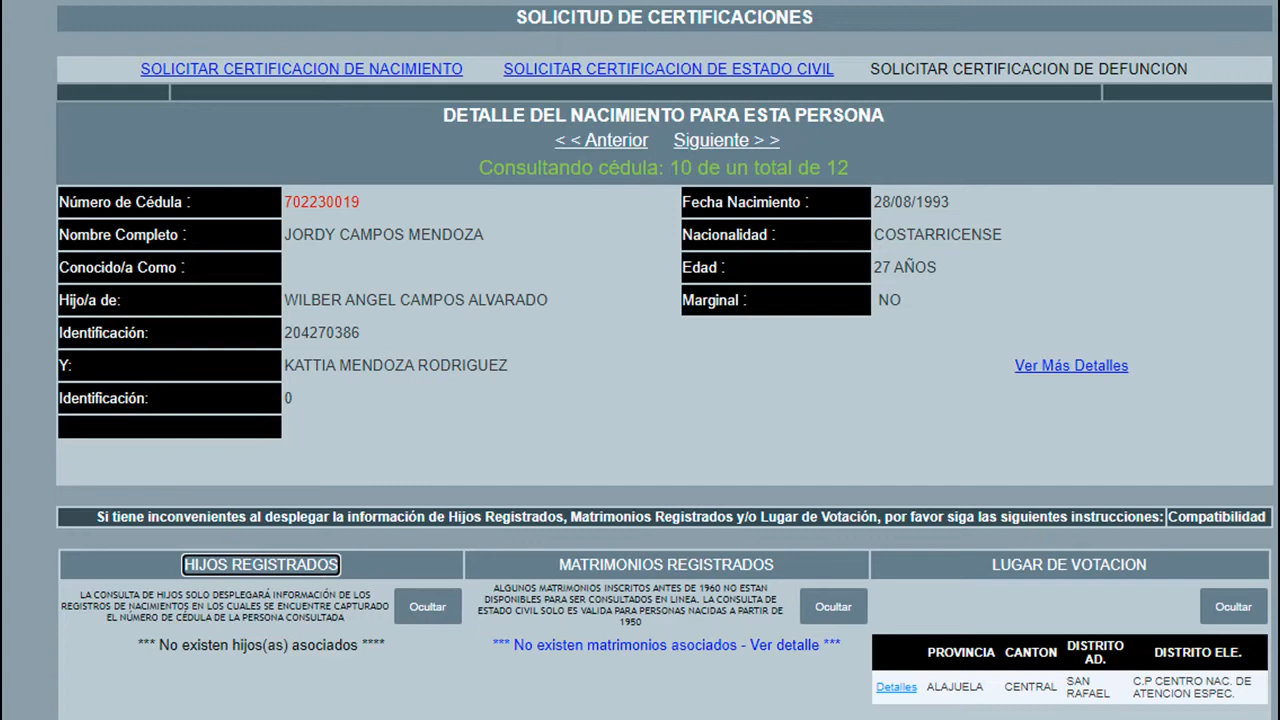 SOLICITUD DE CERTIFICACIONES
SOLICITAR CERTIFICACION DE NACIMIENTO SOLICITAR CERTIFICACION DE ESTADO CIVIL SOLICITAR CERTIFICACION DE DEFUNCION
DETALLE DEL NACIMIENTO PARA ESTA PERSONA
< < Anterior Siguiente > >
Consultando cédula: 10 de un total de 12
Número de Cédula : 702230019 Fecha Nacimiento : 28/08/1993
Nombre Completo : JORDY CAMPOS MENDOZA Nacionalidad : COSTARRICENSE
Conocido/a Como : Edad : 27 AÑOS
Hijo/a de: WILBER ANGEL CAMPOS ALVARADO Marginal : NO
Identificación: 204270386
Y: KATTIA MENDOZA RODRIGUEZ Ver Más Detalles
Identificación: 0
Si tiene inconvenientes al desplegar la información de Hijos Registrados, Matrimonios Registrados y/o Lugar de Votación, por favor siga las siguientes instrucciones: Compatibilidad
HIJOS REGISTRADOS
LA CONSULTA DE HIJOS SOLO DESPLEGARÁ INFORMACIÓN DE LOS
REGISTROS DE NACIMIENTOS EN LOS CUALES SE ENCUENTRE CAPTURADO
EL NÚMERO DE CÉDULA DE LA PERSONA CONSULTADA
Ocultar
*** No existen hijos(as) asociados ****
MATRIMONIOS REGISTRADOS
ALGUNOS MATRIMONIOS INSCRITOS ANTES DE 1960 NO ESTAN
DISPONIBLES PARA SER CONSULTADOS EN LINEA. LA CONSULTA DE
ESTADO CIVIL SOLO ES VALIDA PARA PERSONAS NACIDAS A PARTIR DE
1950
Ocultar
*** No existen matrimonios asociados - Ver detalle ***
LUGAR DE VOTACION
Ocultar
PROVINCIA CANTON DISTRITO AD. DISTRITO ELE.
Detalles ALAJUELA CENTRAL SAN RAFAEL C.P CENTRO NAC. DE ATENCION ESPEC.